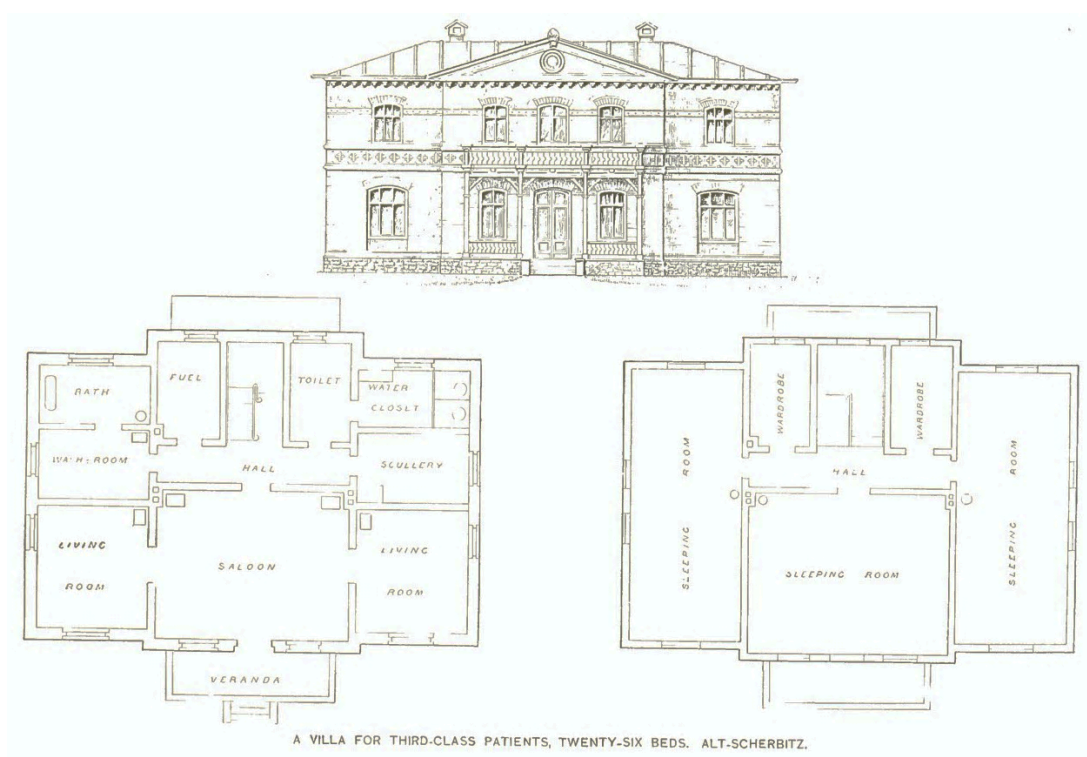 BATH
FUEL
TOILET
WATER
CLOSET
WASH-ROOM
HALL
SCULLERY
LIVING
ROOM
SALOON
LIVING
ROOM
VERANDA
WARDROBE
WARDROBE
HALL
SLEEPING ROOM
SLEEPING ROOM
SLEEPING ROOM
A VILLA FOR THIRD-CLASS PATIENTS, TWENTY-SIX BEDS. ALT-SCHERBITZ.